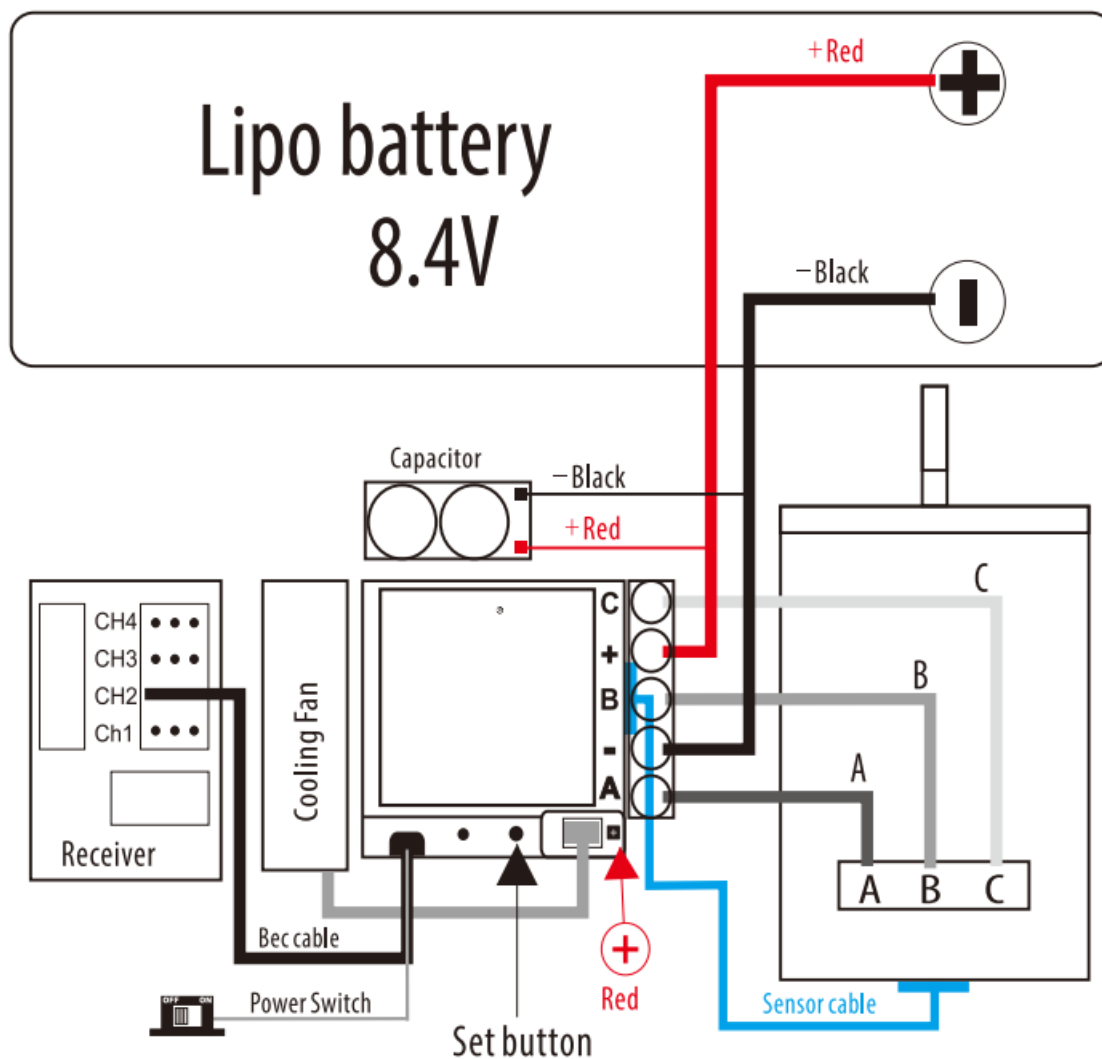 +Red
Lipo battery
8.4V
−Black
Capacitor
−Black
+Red
C
C
+
B
B
-
A
A
CH4
CH3
CH2
Ch1
Receiver
Cooling Fan
A B C
Bec cable
+
Red
Power Switch
OFF ON
Set button
Sensor cable